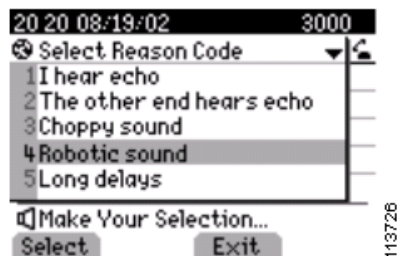 20 20 08/19/02 3000
Select Reason Code
1 I hear echo
2 The other end hears echo
3 Choppy sound
4 Robotic sound
5 Long delays
Make Your Selection...
Select Exit
113726